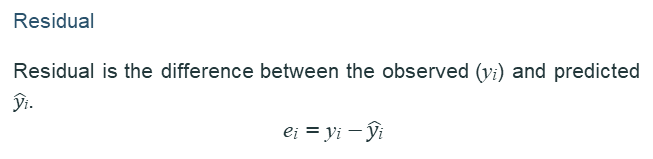 Residual
Residual is the difference between the observed (yᵢ) and predicted
ŷᵢ.
eᵢ = yᵢ − ŷᵢ